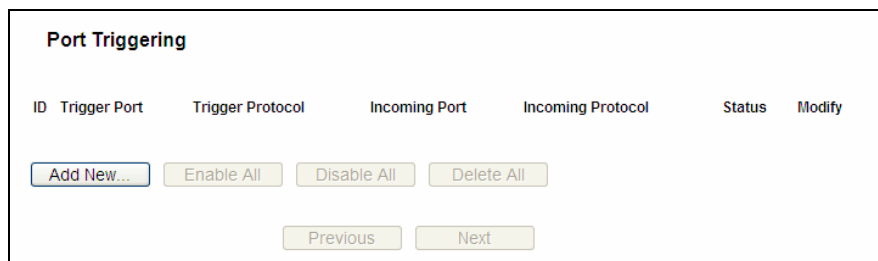 Port Triggering
ID Trigger Port Trigger Protocol Incoming Port Incoming Protocol Status Modify
Add New... Enable All Disable All Delete All
Previous Next